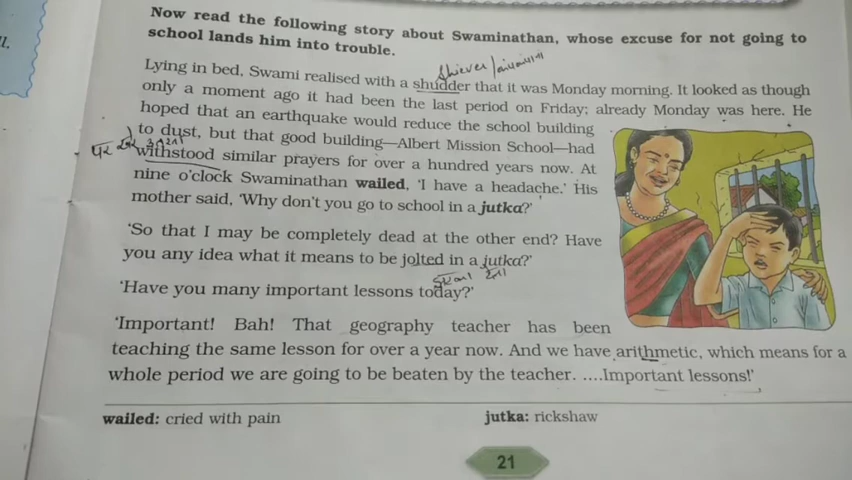 Now read the following story about Swaminathan, whose excuse for not going to
school lands him into trouble.
Lying in bed, Swami realised with a shudder that it was Monday morning. It looked as though
only a moment ago it had been the last period on Friday; already Monday was here. He
hoped that an earthquake would reduce the school building
to dust, but that good building—Albert Mission School—had
withstood similar prayers for over a hundred years now. At
nine o'clock Swaminathan wailed, 'I have a headache.' His
mother said, 'Why don't you go to school in a jutka?'
'So that I may be completely dead at the other end? Have
you any idea what it means to be jolted in a jutka?'
'Have you many important lessons today?'
'Important! Bah! That geography teacher has been
teaching the same lesson for over a year now. And we have arithmetic, which means for a
whole period we are going to be beaten by the teacher. ....Important lessons!'
wailed: cried with pain
jutka: rickshaw
21